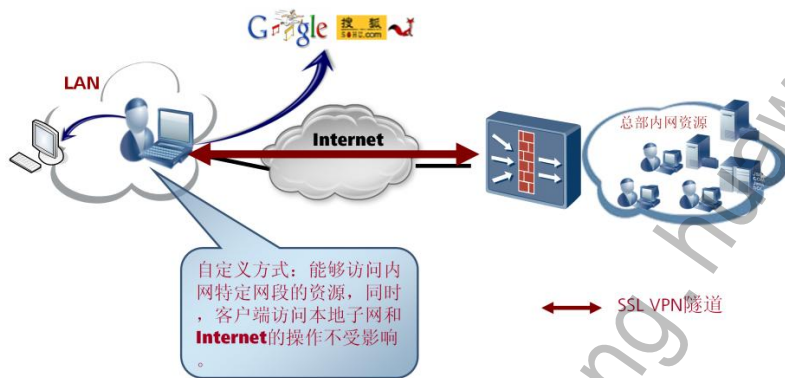 Google 搜狐
SOHU.com
LAN
Internet
总部内网资源
自定义方式：能够访问内
网特定网段的资源，同时
，客户端访问本地子网和
Internet的操作不受影响
。
SSL VPN隧道